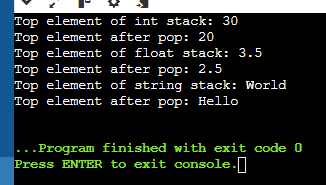 Top element of int stack: 30
Top element after pop: 20
Top element of float stack: 3.5
Top element after pop: 2.5
Top element of string stack: World
Top element after pop: Hello
...Program finished with exit code 0
Press ENTER to exit console.